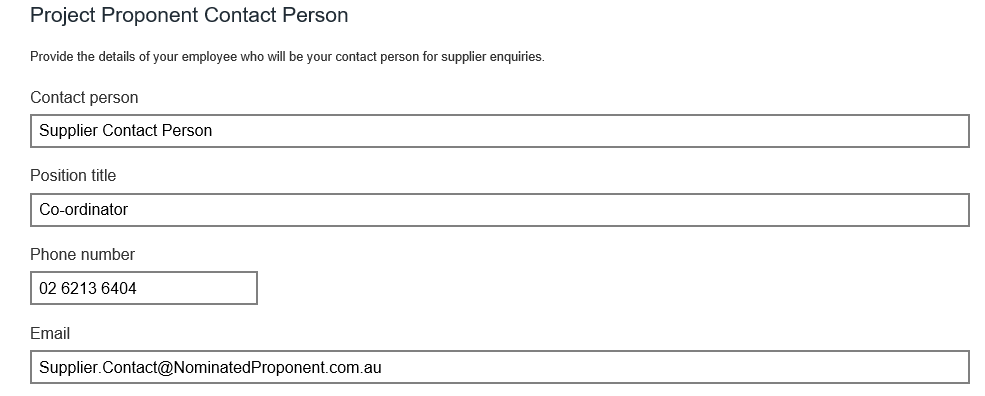 Project Proponent Contact Person
Provide the details of your employee who will be your contact person for supplier enquiries.
Contact person
Supplier Contact Person
Position title
Co-ordinator
Phone number
02 6213 6404
Email
Supplier.Contact@NominatedProponent.com.au